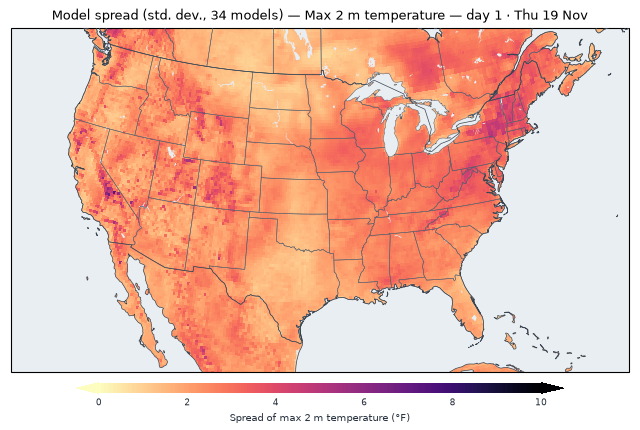 Model spread (std. dev., 34 models) — Max 2 m temperature — day 1 · Thu 19 Nov
0 2 4 6 8 10
Spread of max 2 m temperature (°F)